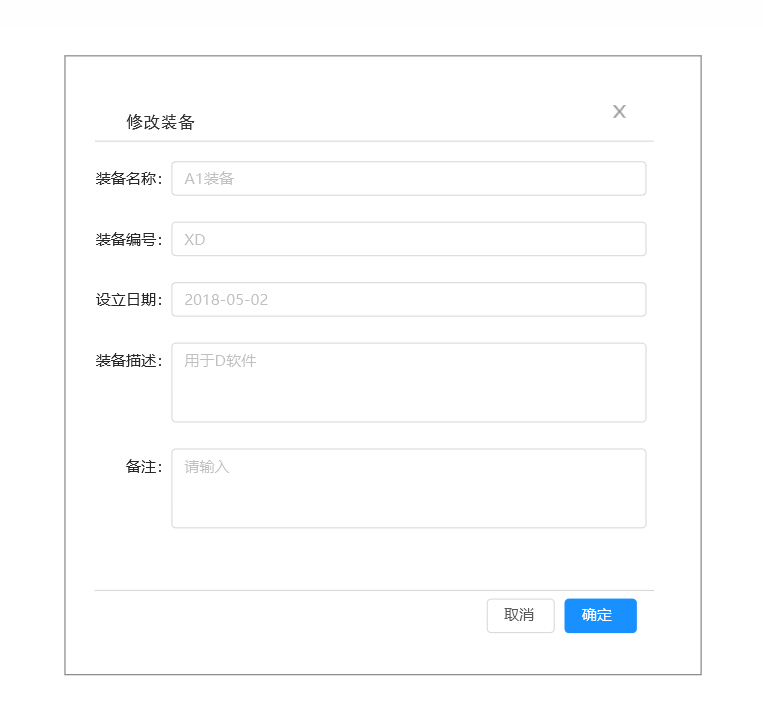 修改装备
X
装备名称: A1装备
装备编号: XD
设立日期: 2018-05-02
装备描述: 用于D软件
备注: 请输入
取消 确定